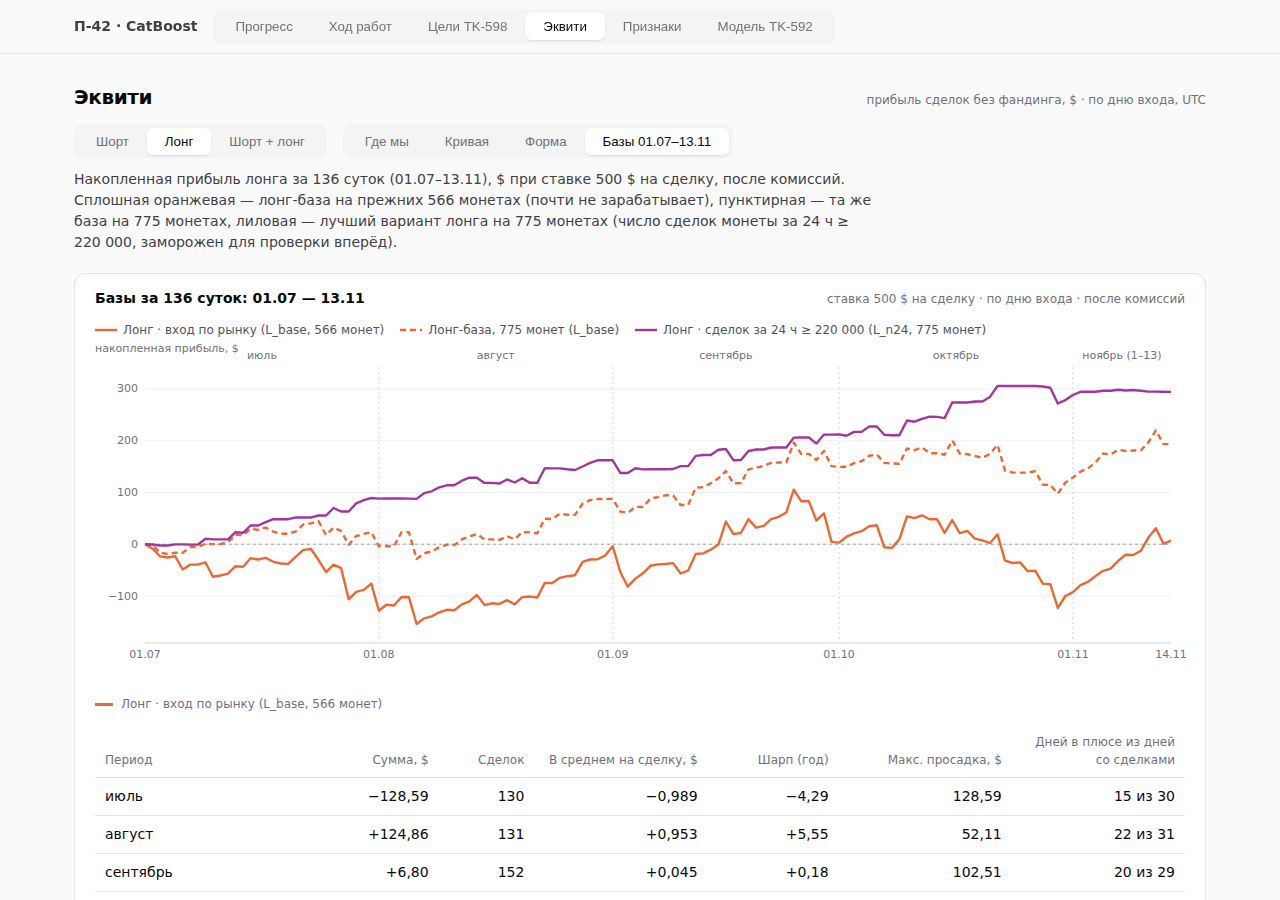 П-42 · CatBoost Прогресс Ход работ Цели TK-598 Эквити Признаки Модель TK-592
Эквити прибыль сделок без фандинга, $ · по дню входа, UTC
Шорт Лонг Шорт + лонг Где мы Кривая Форма Базы 01.07–13.11
Накопленная прибыль лонга за 136 суток (01.07–13.11), $ при ставке 500 $ на сделку, после комиссий.
Сплошная оранжевая — лонг-база на прежних 566 монетах (почти не зарабатывает), пунктирная — та же
база на 775 монетах, лиловая — лучший вариант лонга на 775 монетах (число сделок монеты за 24 ч ≥
220 000, заморожен для проверки вперёд).
Базы за 136 суток: 01.07 — 13.11 ставка 500 $ на сделку · по дню входа · после комиссий
Лонг · вход по рынку (L_base, 566 монет) Лонг-база, 775 монет (L_base) Лонг · сделок за 24 ч ≥ 220 000 (L_n24, 775 монет)
накопленная прибыль, $ июль август сентябрь октябрь ноябрь (1–13)
300
200
100
0
−100
01.07 01.08 01.09 01.10 01.11 14.11
Лонг · вход по рынку (L_base, 566 монет)
Период Сумма, $ Сделок В среднем на сделку, $ Шарп (год) Макс. просадка, $ Дней в плюсе из дней
со сделками
июль −128,59 130 −0,989 −4,29 128,59 15 из 30
август +124,86 131 +0,953 +5,55 52,11 22 из 31
сентябрь +6,80 152 +0,045 +0,18 102,51 20 из 29